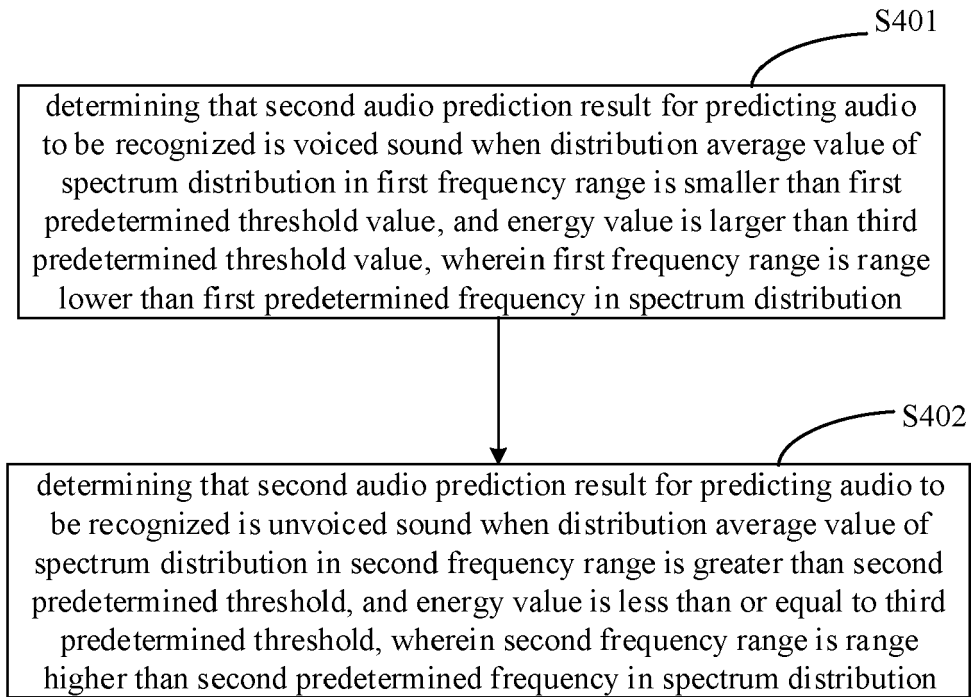 S401
determining that second audio prediction result for predicting audio
to be recognized is voiced sound when distribution average value of
spectrum distribution in first frequency range is smaller than first
predetermined threshold value, and energy value is larger than third
predetermined threshold value, wherein first frequency range is range
lower than first predetermined frequency in spectrum distribution
S402
determining that second audio prediction result for predicting audio to
be recognized is unvoiced sound when distribution average value of
spectrum distribution in second frequency range is greater than second
predetermined threshold, and energy value is less than or equal to third
predetermined threshold, wherein second frequency range is range
higher than second predetermined frequency in spectrum distribution